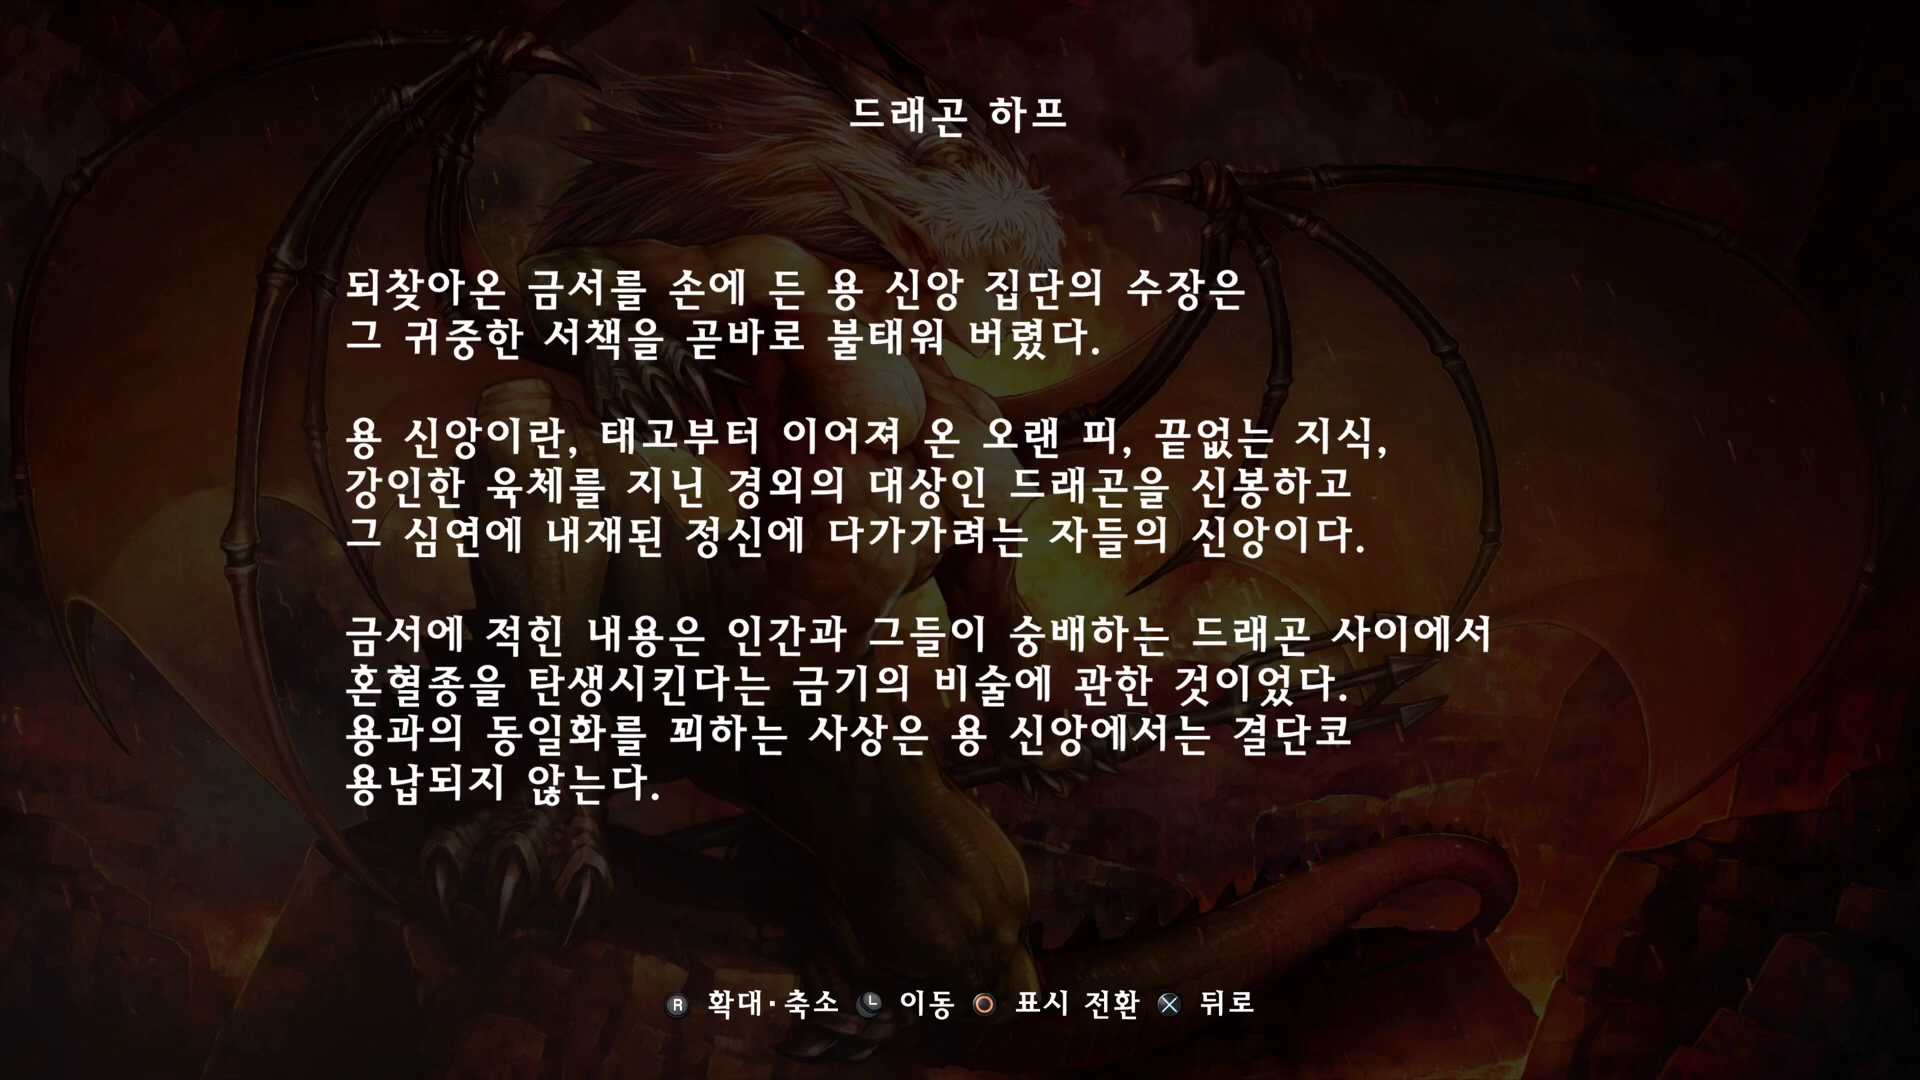 드래곤 하프
되찾아온 금서를 손에 든 용 신앙 집단의 수장은
그 귀중한 서책을 곧바로 불태워 버렸다.
용 신앙이란, 태고부터 이어져 온 오랜 피, 끝없는 지식,
강인한 육체를 지닌 경외의 대상인 드래곤을 신봉하고
그 심연에 내재된 정신에 다가가려는 자들의 신앙이다.
금서에 적힌 내용은 인간과 그들이 숭배하는 드래곤 사이에서
혼혈종을 탄생시킨다는 금기의 비술에 관한 것이었다.
용과의 동일화를 꾀하는 사상은 용 신앙에서는 결단코
용납되지 않는다.
R 확대·축소 L 이동 표시 전환 뒤로